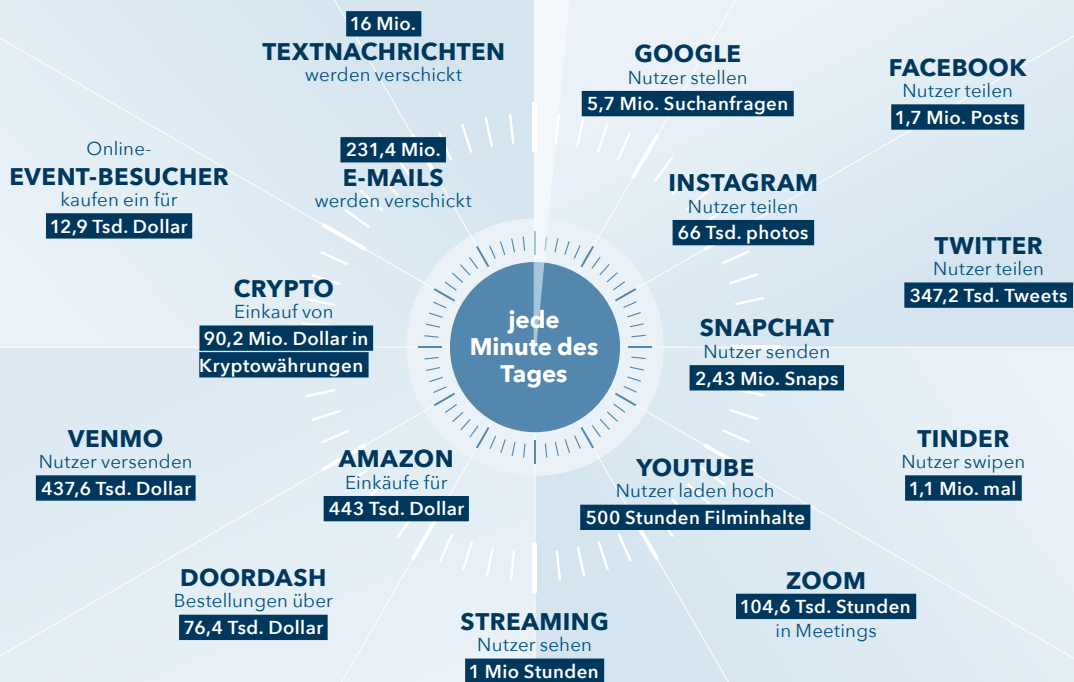 16 Mio.
TEXTNACHRICHTEN
werden verschickt
GOOGLE
Nutzer stellen
5,7 Mio. Suchanfragen
FACEBOOK
Nutzer teilen
1,7 Mio. Posts
Online-
EVENT-BESUCHER
kaufen ein für
12,9 Tsd. Dollar
231,4 Mio.
E-MAILS
werden verschickt
INSTAGRAM
Nutzer teilen
66 Tsd. photos
TWITTER
Nutzer teilen
347,2 Tsd. Tweets
CRYPTO
Einkauf von
90,2 Mio. Dollar in
Kryptowährungen
jede
Minute des
Tages
SNAPCHAT
Nutzer senden
2,43 Mio. Snaps
VENMO
Nutzer versenden
437,6 Tsd. Dollar
AMAZON
Einkäufe für
443 Tsd. Dollar
YOUTUBE
Nutzer laden hoch
500 Stunden Filminhalte
TINDER
Nutzer swipen
1,1 Mio. mal
DOORDASH
Bestellungen über
76,4 Tsd. Dollar
STREAMING
Nutzer sehen
1 Mio Stunden
ZOOM
104,6 Tsd. Stunden
in Meetings